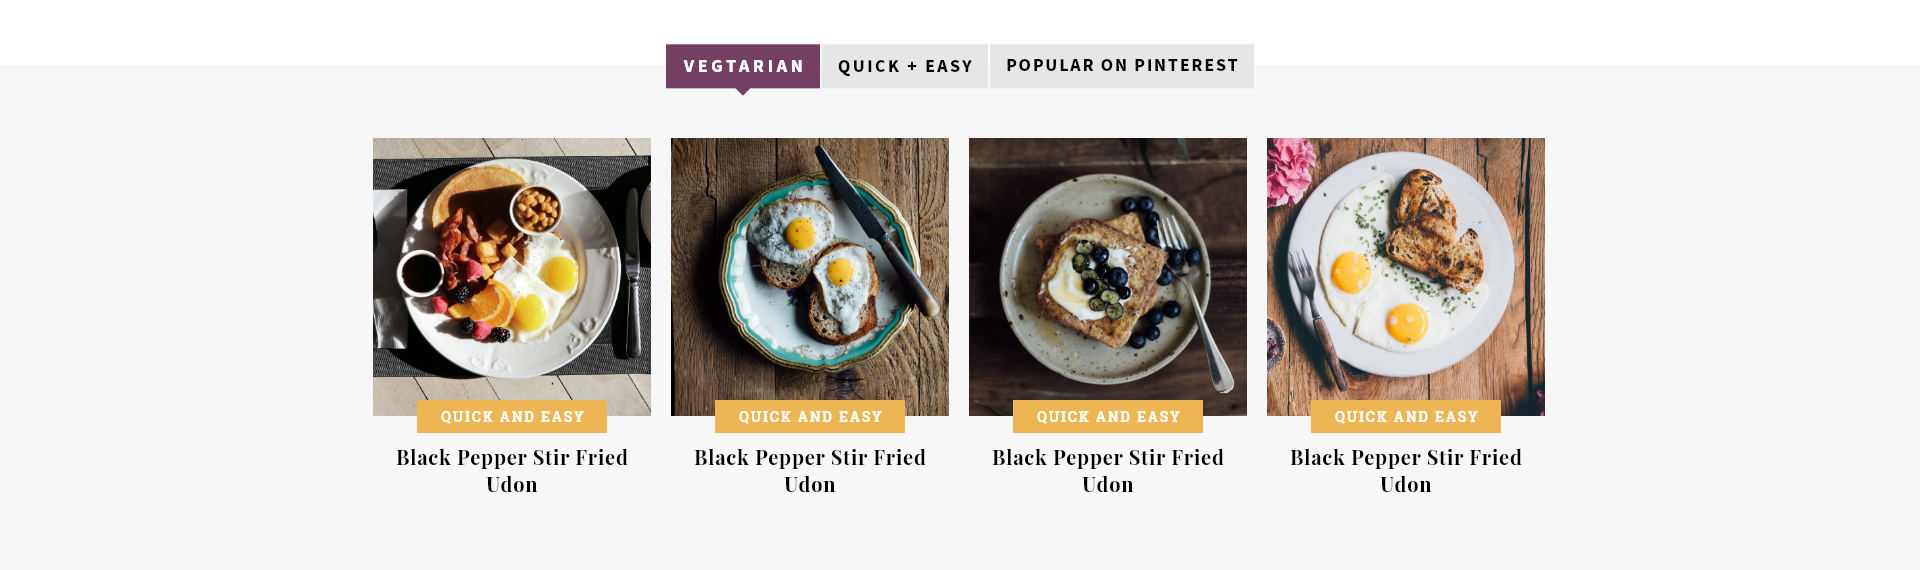 VEGTARIAN
QUICK + EASY
POPULAR ON PINTEREST
QUICK AND EASY
Black Pepper Stir Fried
Udon
QUICK AND EASY
Black Pepper Stir Fried
Udon
QUICK AND EASY
Black Pepper Stir Fried
Udon
QUICK AND EASY
Black Pepper Stir Fried
Udon